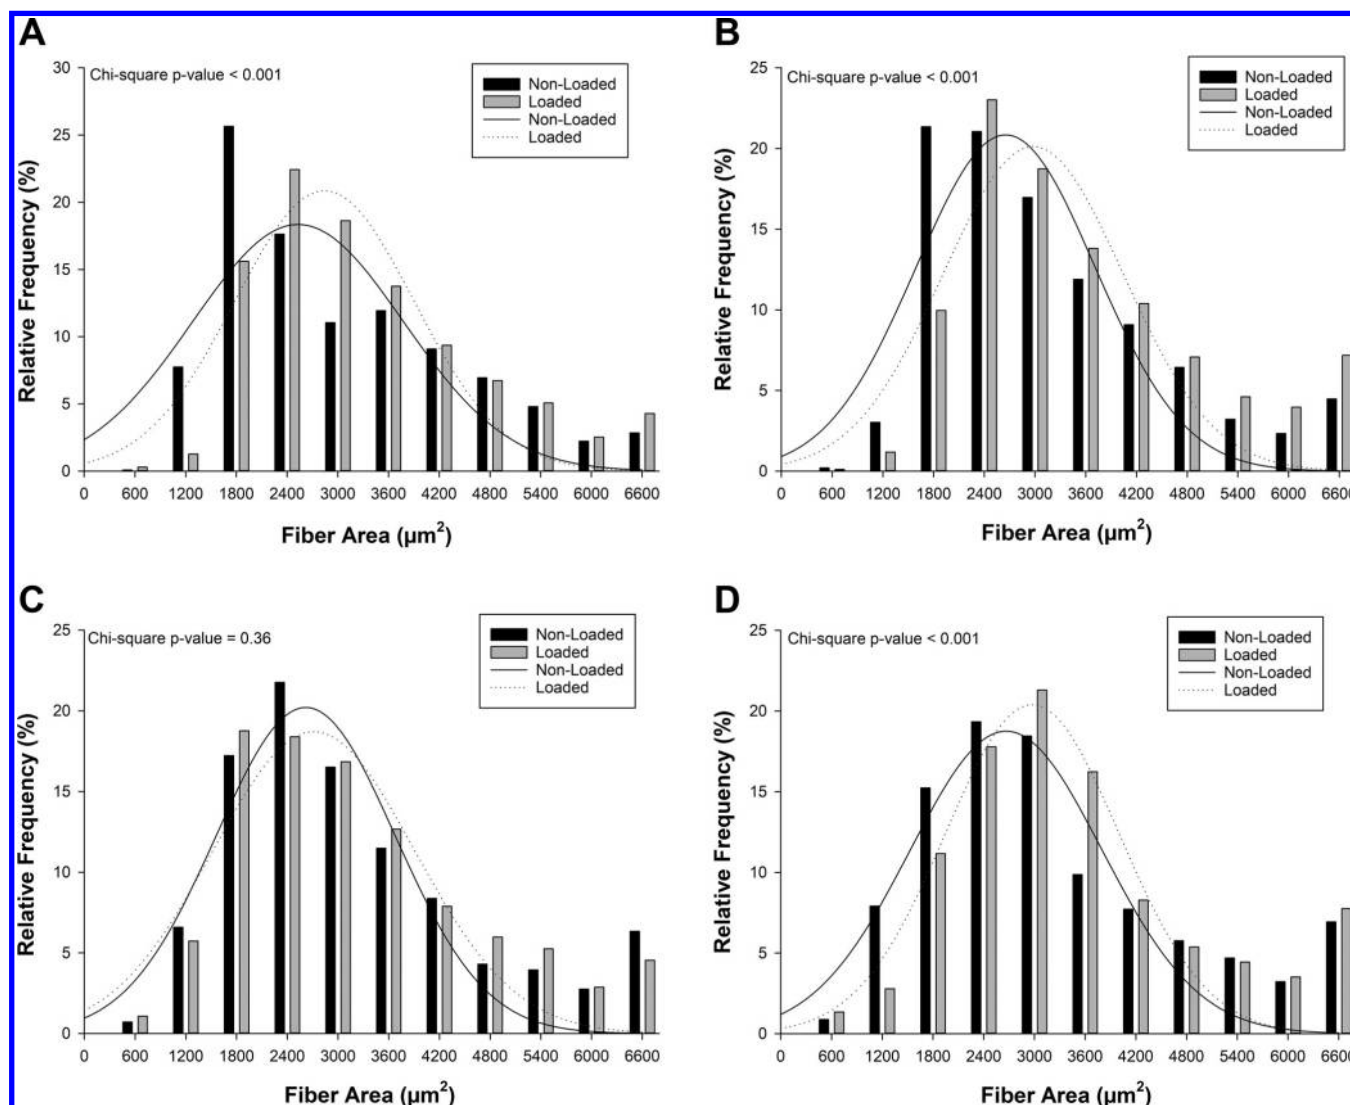 A
Chi-square p-value < 0.001
Non-Loaded
Loaded
Non-Loaded
Loaded
Relative Frequency (%)
30
25
20
15
10
5
0
0 600 1200 1800 2400 3000 3600 4200 4800 5400 6000 6600
Fiber Area (µm²)
B
Chi-square p-value < 0.001
Non-Loaded
Loaded
Non-Loaded
Loaded
Relative Frequency (%)
25
20
15
10
5
0
0 600 1200 1800 2400 3000 3600 4200 4800 5400 6000 6600
Fiber Area (µm²)
C
Chi-square p-value = 0.36
Non-Loaded
Loaded
Non-Loaded
Loaded
Relative Frequency (%)
25
20
15
10
5
0
0 600 1200 1800 2400 3000 3600 4200 4800 5400 6000 6600
Fiber Area (µm²)
D
Chi-square p-value < 0.001
Non-Loaded
Loaded
Non-Loaded
Loaded
Relative Frequency (%)
25
20
15
10
5
0
0 600 1200 1800 2400 3000 3600 4200 4800 5400 6000 6600
Fiber Area (µm²)